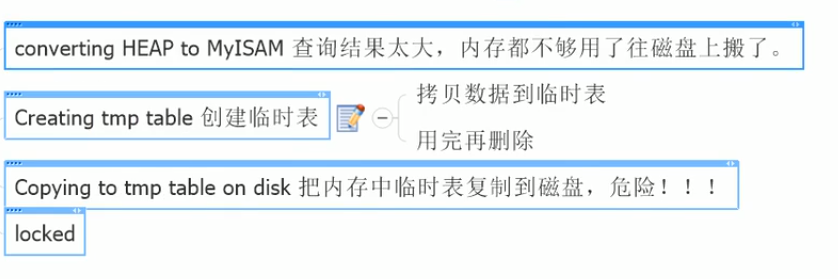 converting HEAP to MyISAM 查询结果太大，内存都不够用了往磁盘上搬了。
Creating tmp table 创建临时表
拷贝数据到临时表
用完再删除
Copying to tmp table on disk 把内存中临时表复制到磁盘，危险！！！
locked